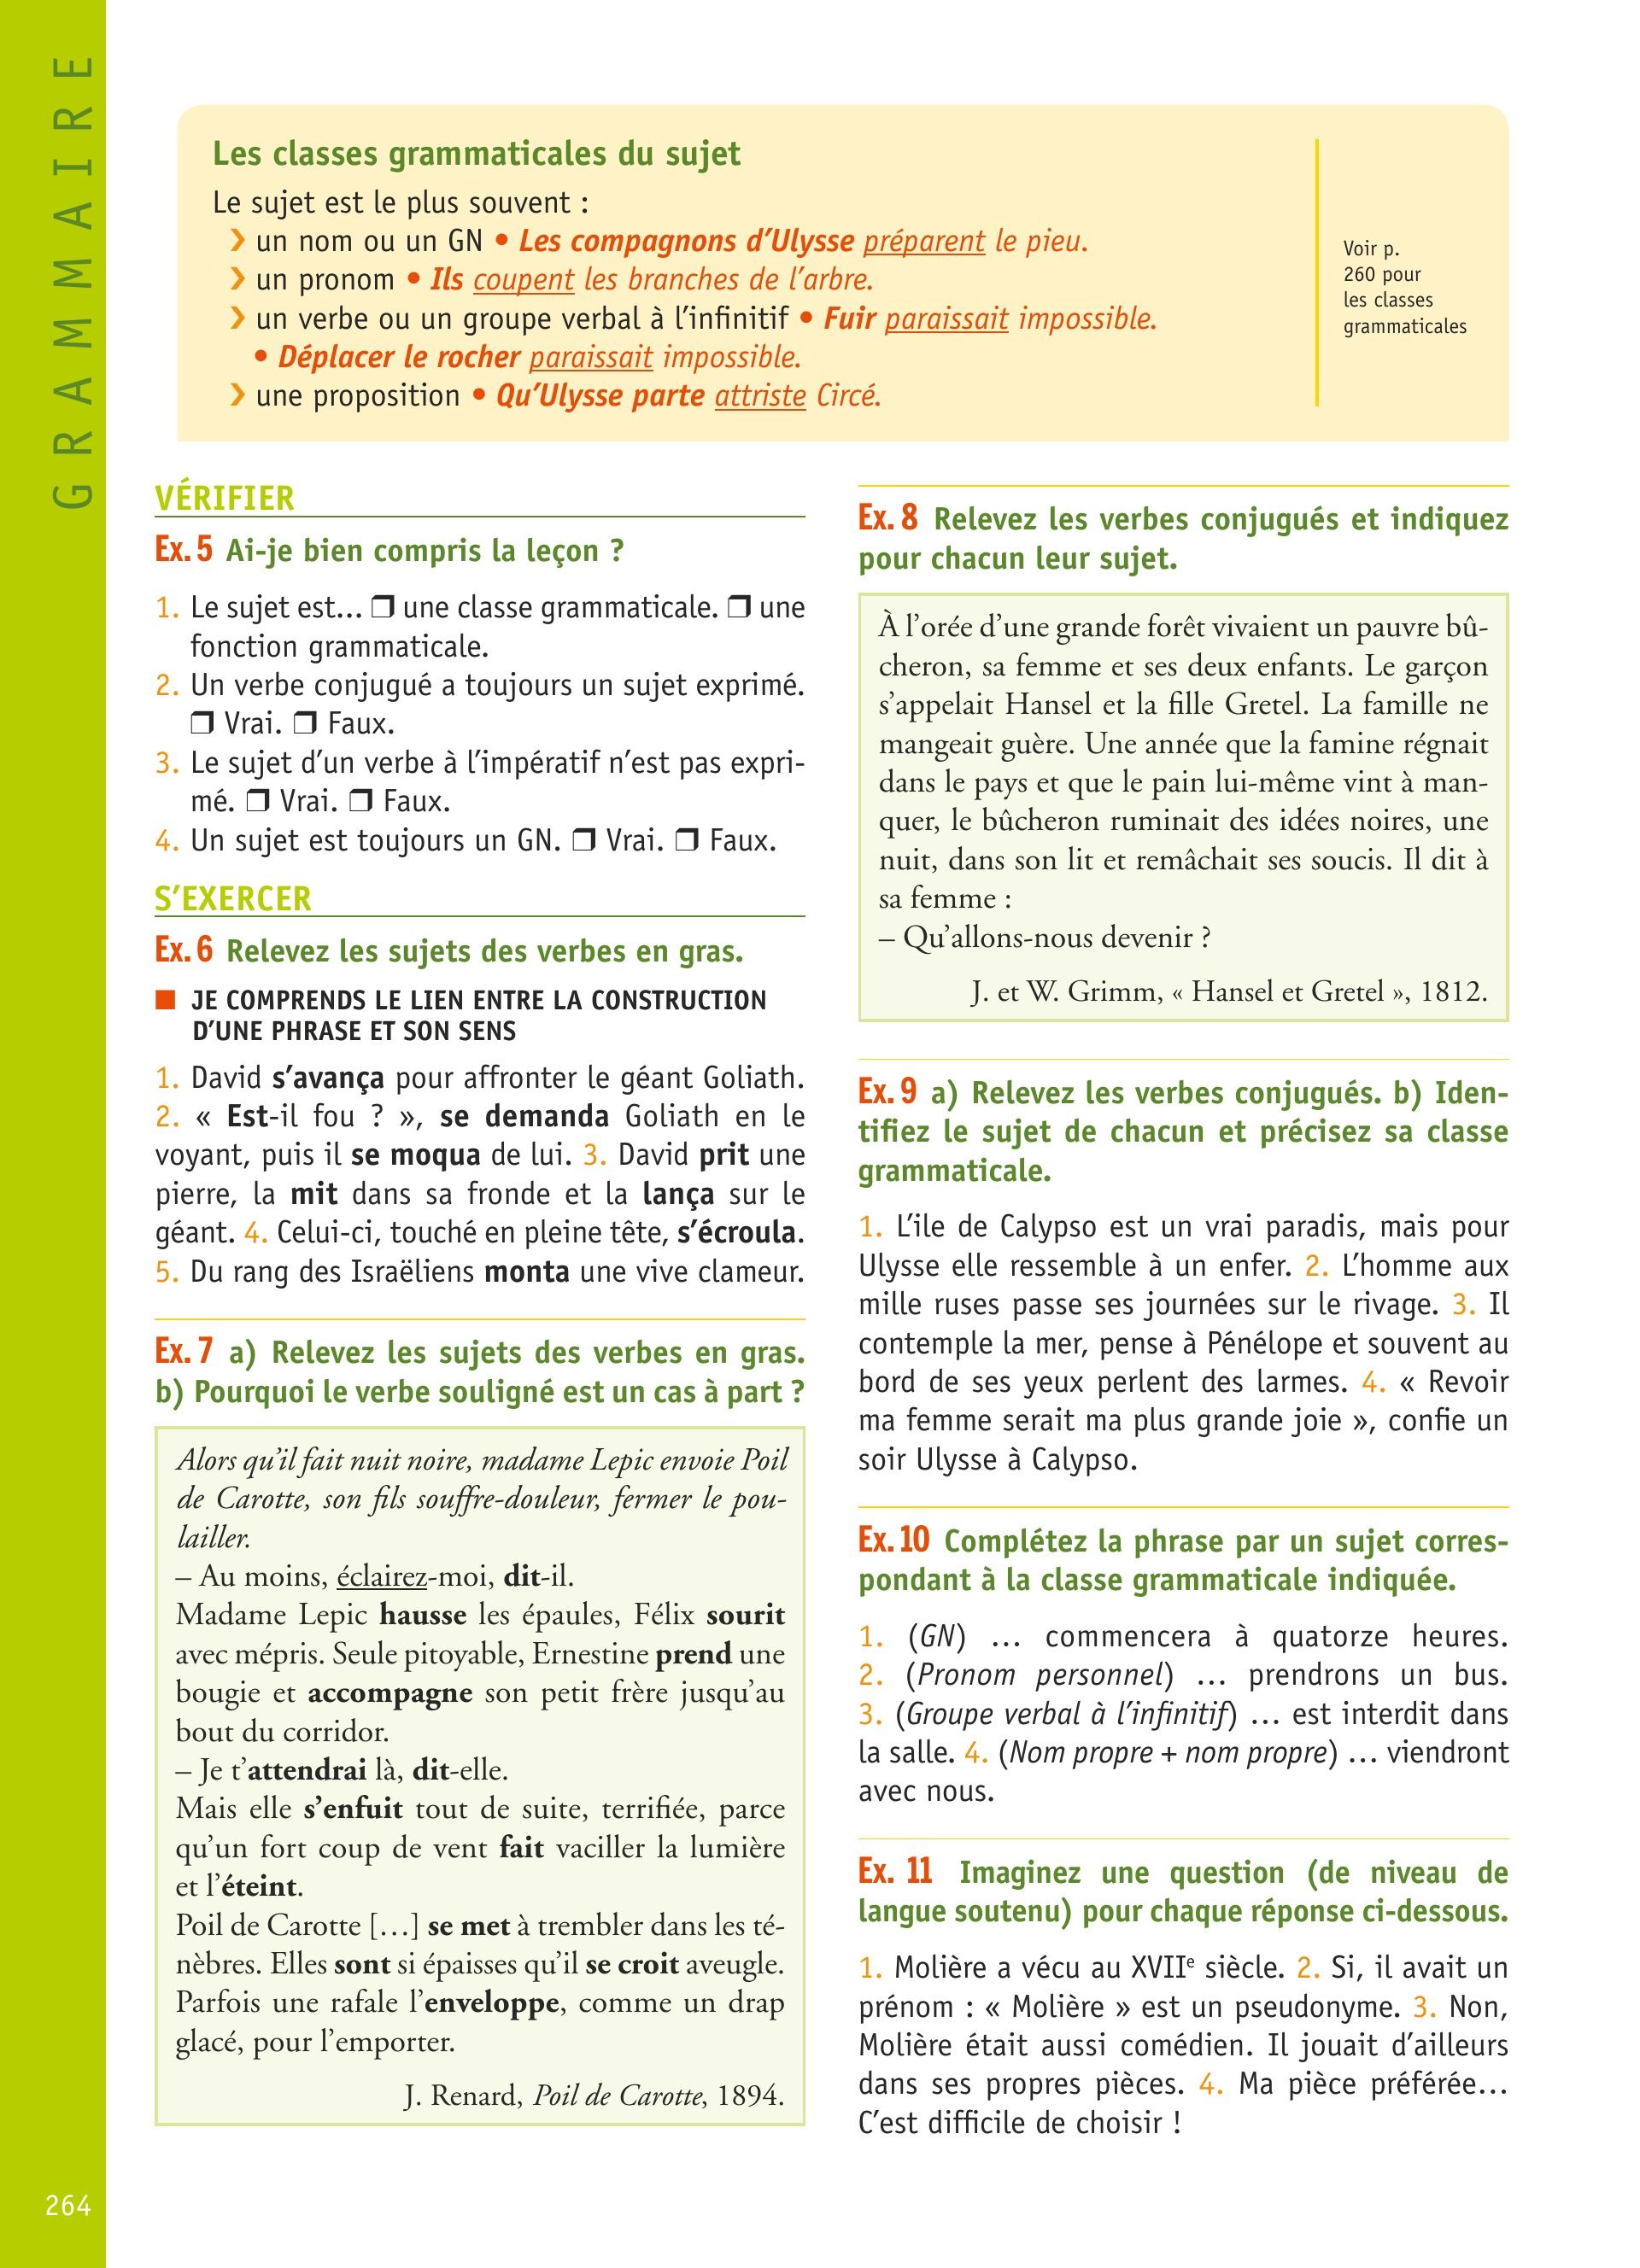 GRAMMAIRE
Les classes grammaticales du sujet
Le sujet est le plus souvent :
❯ un nom ou un GN • Les compagnons d’Ulysse préparent le pieu.
❯ un pronom • Ils coupent les branches de l’arbre.
❯ un verbe ou un groupe verbal à l’infinitif • Fuir paraissait impossible.
• Déplacer le rocher paraissait impossible.
❯ une proposition • Qu’Ulysse parte attriste Circé.
Voir p.
260 pour
les classes
grammaticales
VÉRIFIER
Ex. 5 Ai-je bien compris la leçon ?
1. Le sujet est… ❒ une classe grammaticale. ❒ une
fonction grammaticale.
2. Un verbe conjugué a toujours un sujet exprimé.
❒ Vrai. ❒ Faux.
3. Le sujet d’un verbe à l’impératif n’est pas expri-
mé. ❒ Vrai. ❒ Faux.
4. Un sujet est toujours un GN. ❒ Vrai. ❒ Faux.
S’EXERCER
Ex. 6 Relevez les sujets des verbes en gras.
■ JE COMPRENDS LE LIEN ENTRE LA CONSTRUCTION
D’UNE PHRASE ET SON SENS
1. David s’avança pour affronter le géant Goliath.
2. « Est-il fou ? », se demanda Goliath en le
voyant, puis il se moqua de lui. 3. David prit une
pierre, la mit dans sa fronde et la lança sur le
géant. 4. Celui-ci, touché en pleine tête, s’écroula.
5. Du rang des Israëliens monta une vive clameur.
Ex. 7 a) Relevez les sujets des verbes en gras.
b) Pourquoi le verbe souligné est un cas à part ?
Alors qu’il fait nuit noire, madame Lepic envoie Poil
de Carotte, son fils souffre-douleur, fermer le pou-
lailler.
– Au moins, éclairez-moi, dit-il.
Madame Lepic hausse les épaules, Félix sourit
avec mépris. Seule pitoyable, Ernestine prend une
bougie et accompagne son petit frère jusqu’au
bout du corridor.
– Je t’attendrai là, dit-elle.
Mais elle s’enfuit tout de suite, terrifiée, parce
qu’un fort coup de vent fait vaciller la lumière
et l’éteint.
Poil de Carotte […] se met à trembler dans les té-
nèbres. Elles sont si épaisses qu’il se croit aveugle.
Parfois une rafale l’enveloppe, comme un drap
glacé, pour l’emporter.
J. Renard, Poil de Carotte, 1894.
Ex. 8 Relevez les verbes conjugués et indiquez
pour chacun leur sujet.
À l’orée d’une grande forêt vivaient un pauvre bû-
cheron, sa femme et ses deux enfants. Le garçon
s’appelait Hansel et la fille Gretel. La famille ne
mangeait guère. Une année que la famine régnait
dans le pays et que le pain lui-même vint à man-
quer, le bûcheron ruminait des idées noires, une
nuit, dans son lit et remâchait ses soucis. Il dit à
sa femme :
– Qu’allons-nous devenir ?
J. et W. Grimm, « Hansel et Gretel », 1812.
Ex. 9 a) Relevez les verbes conjugués. b) Iden-
tifiez le sujet de chacun et précisez sa classe
grammaticale.
1. L’ile de Calypso est un vrai paradis, mais pour
Ulysse elle ressemble à un enfer. 2. L’homme aux
mille ruses passe ses journées sur le rivage. 3. Il
contemple la mer, pense à Pénélope et souvent au
bord de ses yeux perlent des larmes. 4. « Revoir
ma femme serait ma plus grande joie », confie un
soir Ulysse à Calypso.
Ex. 10 Complétez la phrase par un sujet corres-
pondant à la classe grammaticale indiquée.
1. (GN) … commencera à quatorze heures.
2. (Pronom personnel) … prendrons un bus.
3. (Groupe verbal à l’infinitif) … est interdit dans
la salle. 4. (Nom propre + nom propre) … viendront
avec nous.
Ex. 11 Imaginez une question (de niveau de
langue soutenu) pour chaque réponse ci-dessous.
1. Molière a vécu au XVIIe siècle. 2. Si, il avait un
prénom : « Molière » est un pseudonyme. 3. Non,
Molière était aussi comédien. Il jouait d’ailleurs
dans ses propres pièces. 4. Ma pièce préférée…
C’est difficile de choisir !
264